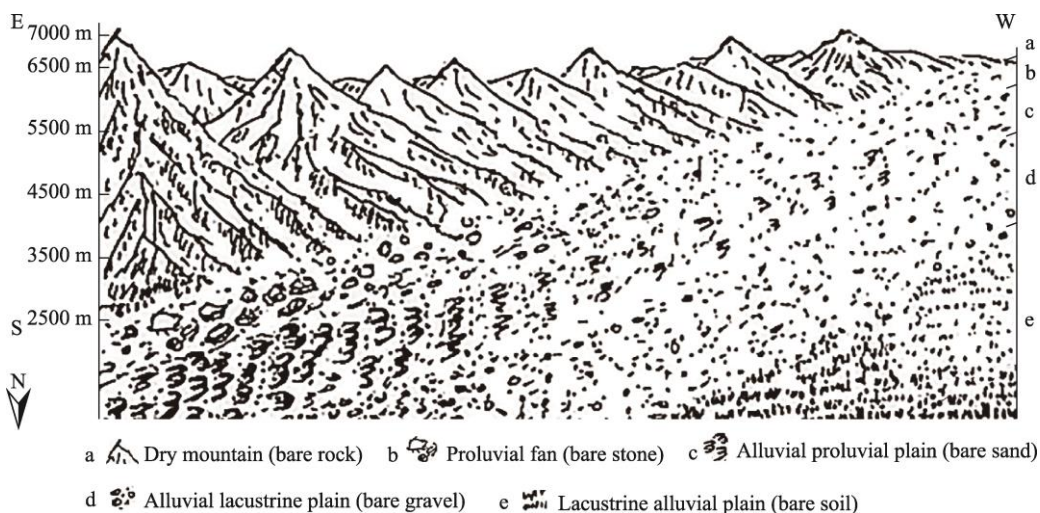 E
W
7000 m
6500 m
5500 m
4500 m
3500 m
2500 m
S
N
a
b
c
d
e
a Dry mountain (bare rock) b Proluvial fan (bare stone) c Alluvial proluvial plain (bare sand)
d Alluvial lacustrine plain (bare gravel) e Lacustrine alluvial plain (bare soil)